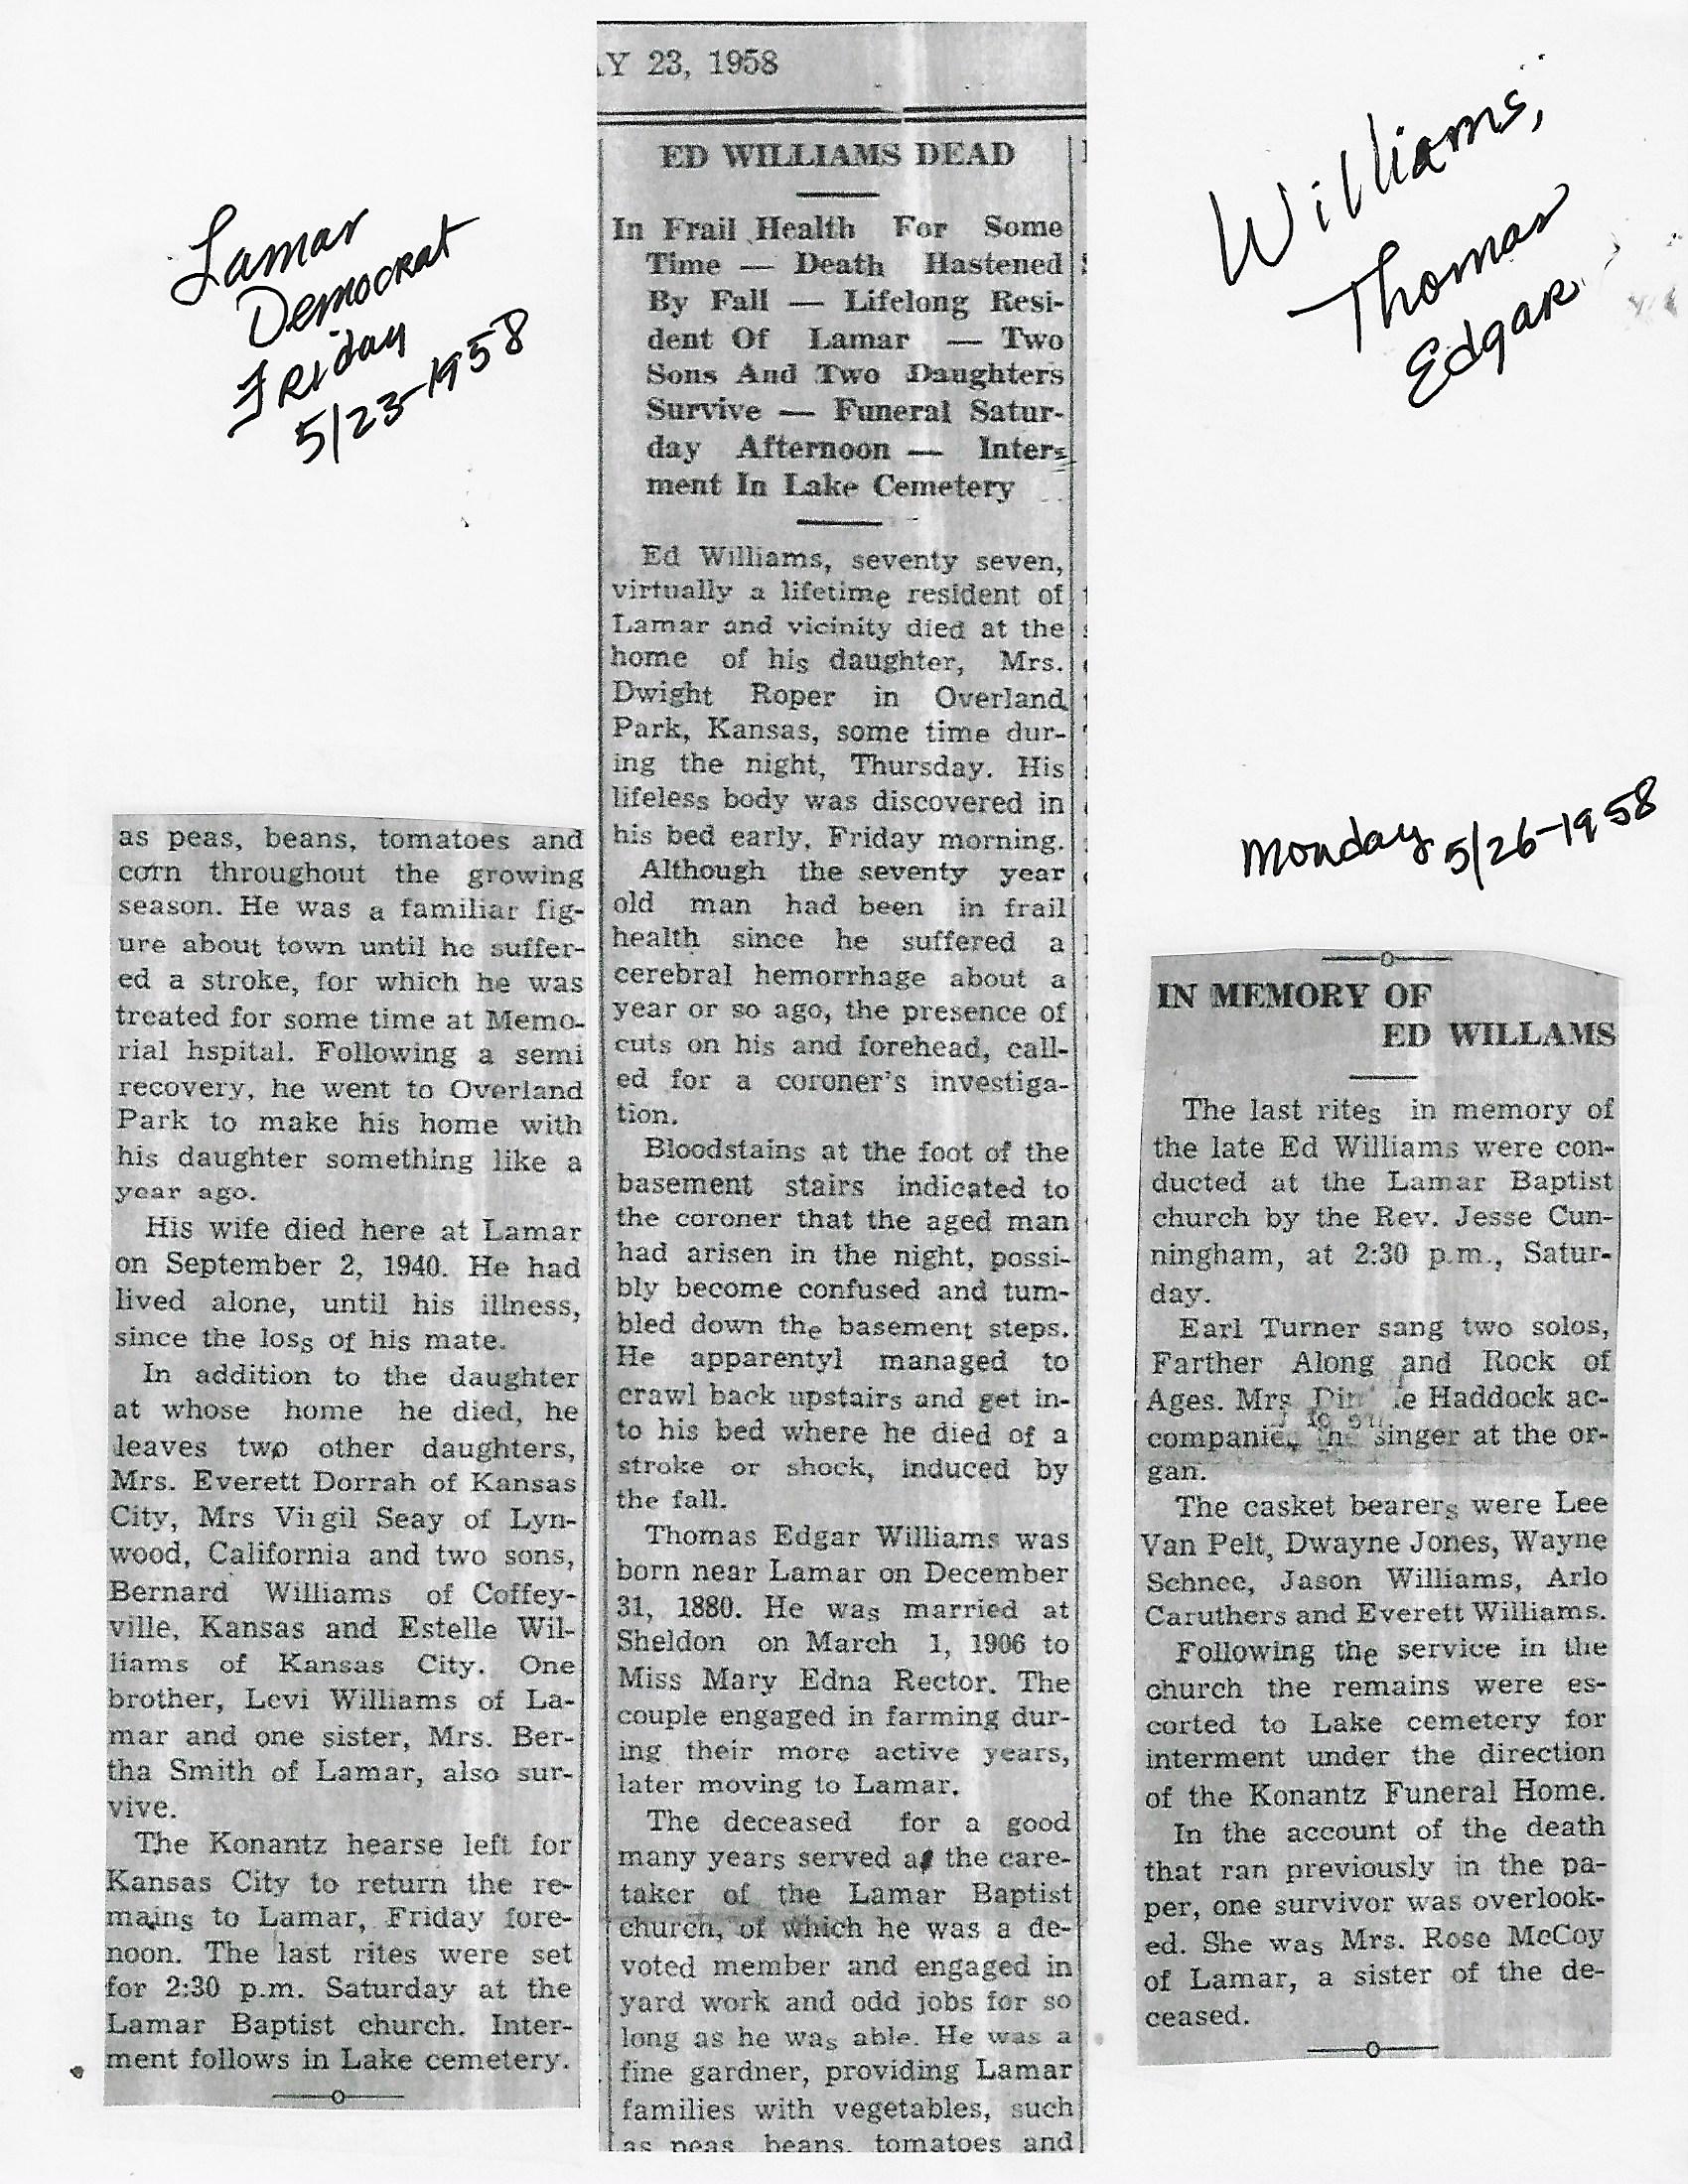 Lamar
Democrat
Friday
5/23-1958
Williams,
Thomas
Edgar
AY 23, 1958
ED WILLIAMS DEAD
In Frail Health For Some
Time — Death Hastened
By Fall — Lifelong Resi-
dent Of Lamar — Two
Sons And Two Daughters
Survive — Funeral Satur-
day Afternoon — Inter-
ment In Lake Cemetery
Ed Williams, seventy seven,
virtually a lifetime resident of
Lamar and vicinity died at the
home of his daughter, Mrs.
Dwight Roper in Overland
Park, Kansas, some time dur-
ing the night, Thursday. His
lifeless body was discovered in
his bed early, Friday morning.
Although the seventy year
old man had been in frail
health since he suffered a
cerebral hemorrhage about a
year or so ago, the presence of
cuts on his and forehead, call-
ed for a coroner's investiga-
tion.
Bloodstains at the foot of the
basement stairs indicated to
the coroner that the aged man
had arisen in the night, possi-
bly become confused and tum-
bled down the basement steps.
He apparentyl managed to
crawl back upstairs and get in-
to his bed where he died of a
stroke or shock, induced by
the fall.
Thomas Edgar Williams was
born near Lamar on December
31, 1880. He was married at
Sheldon on March 1, 1906 to
Miss Mary Edna Rector. The
couple engaged in farming dur-
ing their more active years,
later moving to Lamar.
The deceased for a good
many years served as the care-
taker of the Lamar Baptist
church, of which he was a de-
voted member and engaged in
yard work and odd jobs for so
long as he was able. He was a
fine gardner, providing Lamar
families with vegetables, such
as peas, beans, tomatoes and
as peas, beans, tomatoes and
corn throughout the growing
season. He was a familiar fig-
ure about town until he suffer-
ed a stroke, for which he was
treated for some time at Memo-
rial hspital. Following a semi
recovery, he went to Overland
Park to make his home with
his daughter something like a
year ago.
His wife died here at Lamar
on September 2, 1940. He had
lived alone, until his illness,
since the loss of his mate.
In addition to the daughter
at whose home he died, he
leaves two other daughters,
Mrs. Everett Dorrah of Kansas
City, Mrs Virgil Seay of Lyn-
wood, California and two sons,
Bernard Williams of Coffey-
ville, Kansas and Estelle Wil-
liams of Kansas City. One
brother, Levi Williams of La-
mar and one sister, Mrs. Ber-
tha Smith of Lamar, also sur-
vive.
The Konantz hearse left for
Kansas City to return the re-
mains to Lamar, Friday fore-
noon. The last rites were set
for 2:30 p.m. Saturday at the
Lamar Baptist church. Inter-
ment follows in Lake cemetery.
Monday 5/26-1958
IN MEMORY OF
ED WILLAMS
The last rites in memory of
the late Ed Williams were con-
ducted at the Lamar Baptist
church by the Rev. Jesse Cun-
ningham, at 2:30 p.m., Satur-
day.
Earl Turner sang two solos,
Farther Along and Rock of
Ages. Mrs. Haddock ac-
companied the singer at the or-
gan.
The casket bearers were Lee
Van Pelt, Dwayne Jones, Wayne
Schnee, Jason Williams, Arlo
Caruthers and Everett Williams.
Following the service in the
church the remains were es-
corted to Lake cemetery for
interment under the direction
of the Konantz Funeral Home.
In the account of the death
that ran previously in the pa-
per, one survivor was overlook-
ed. She was Mrs. Rose McCoy
of Lamar, a sister of the de-
ceased.